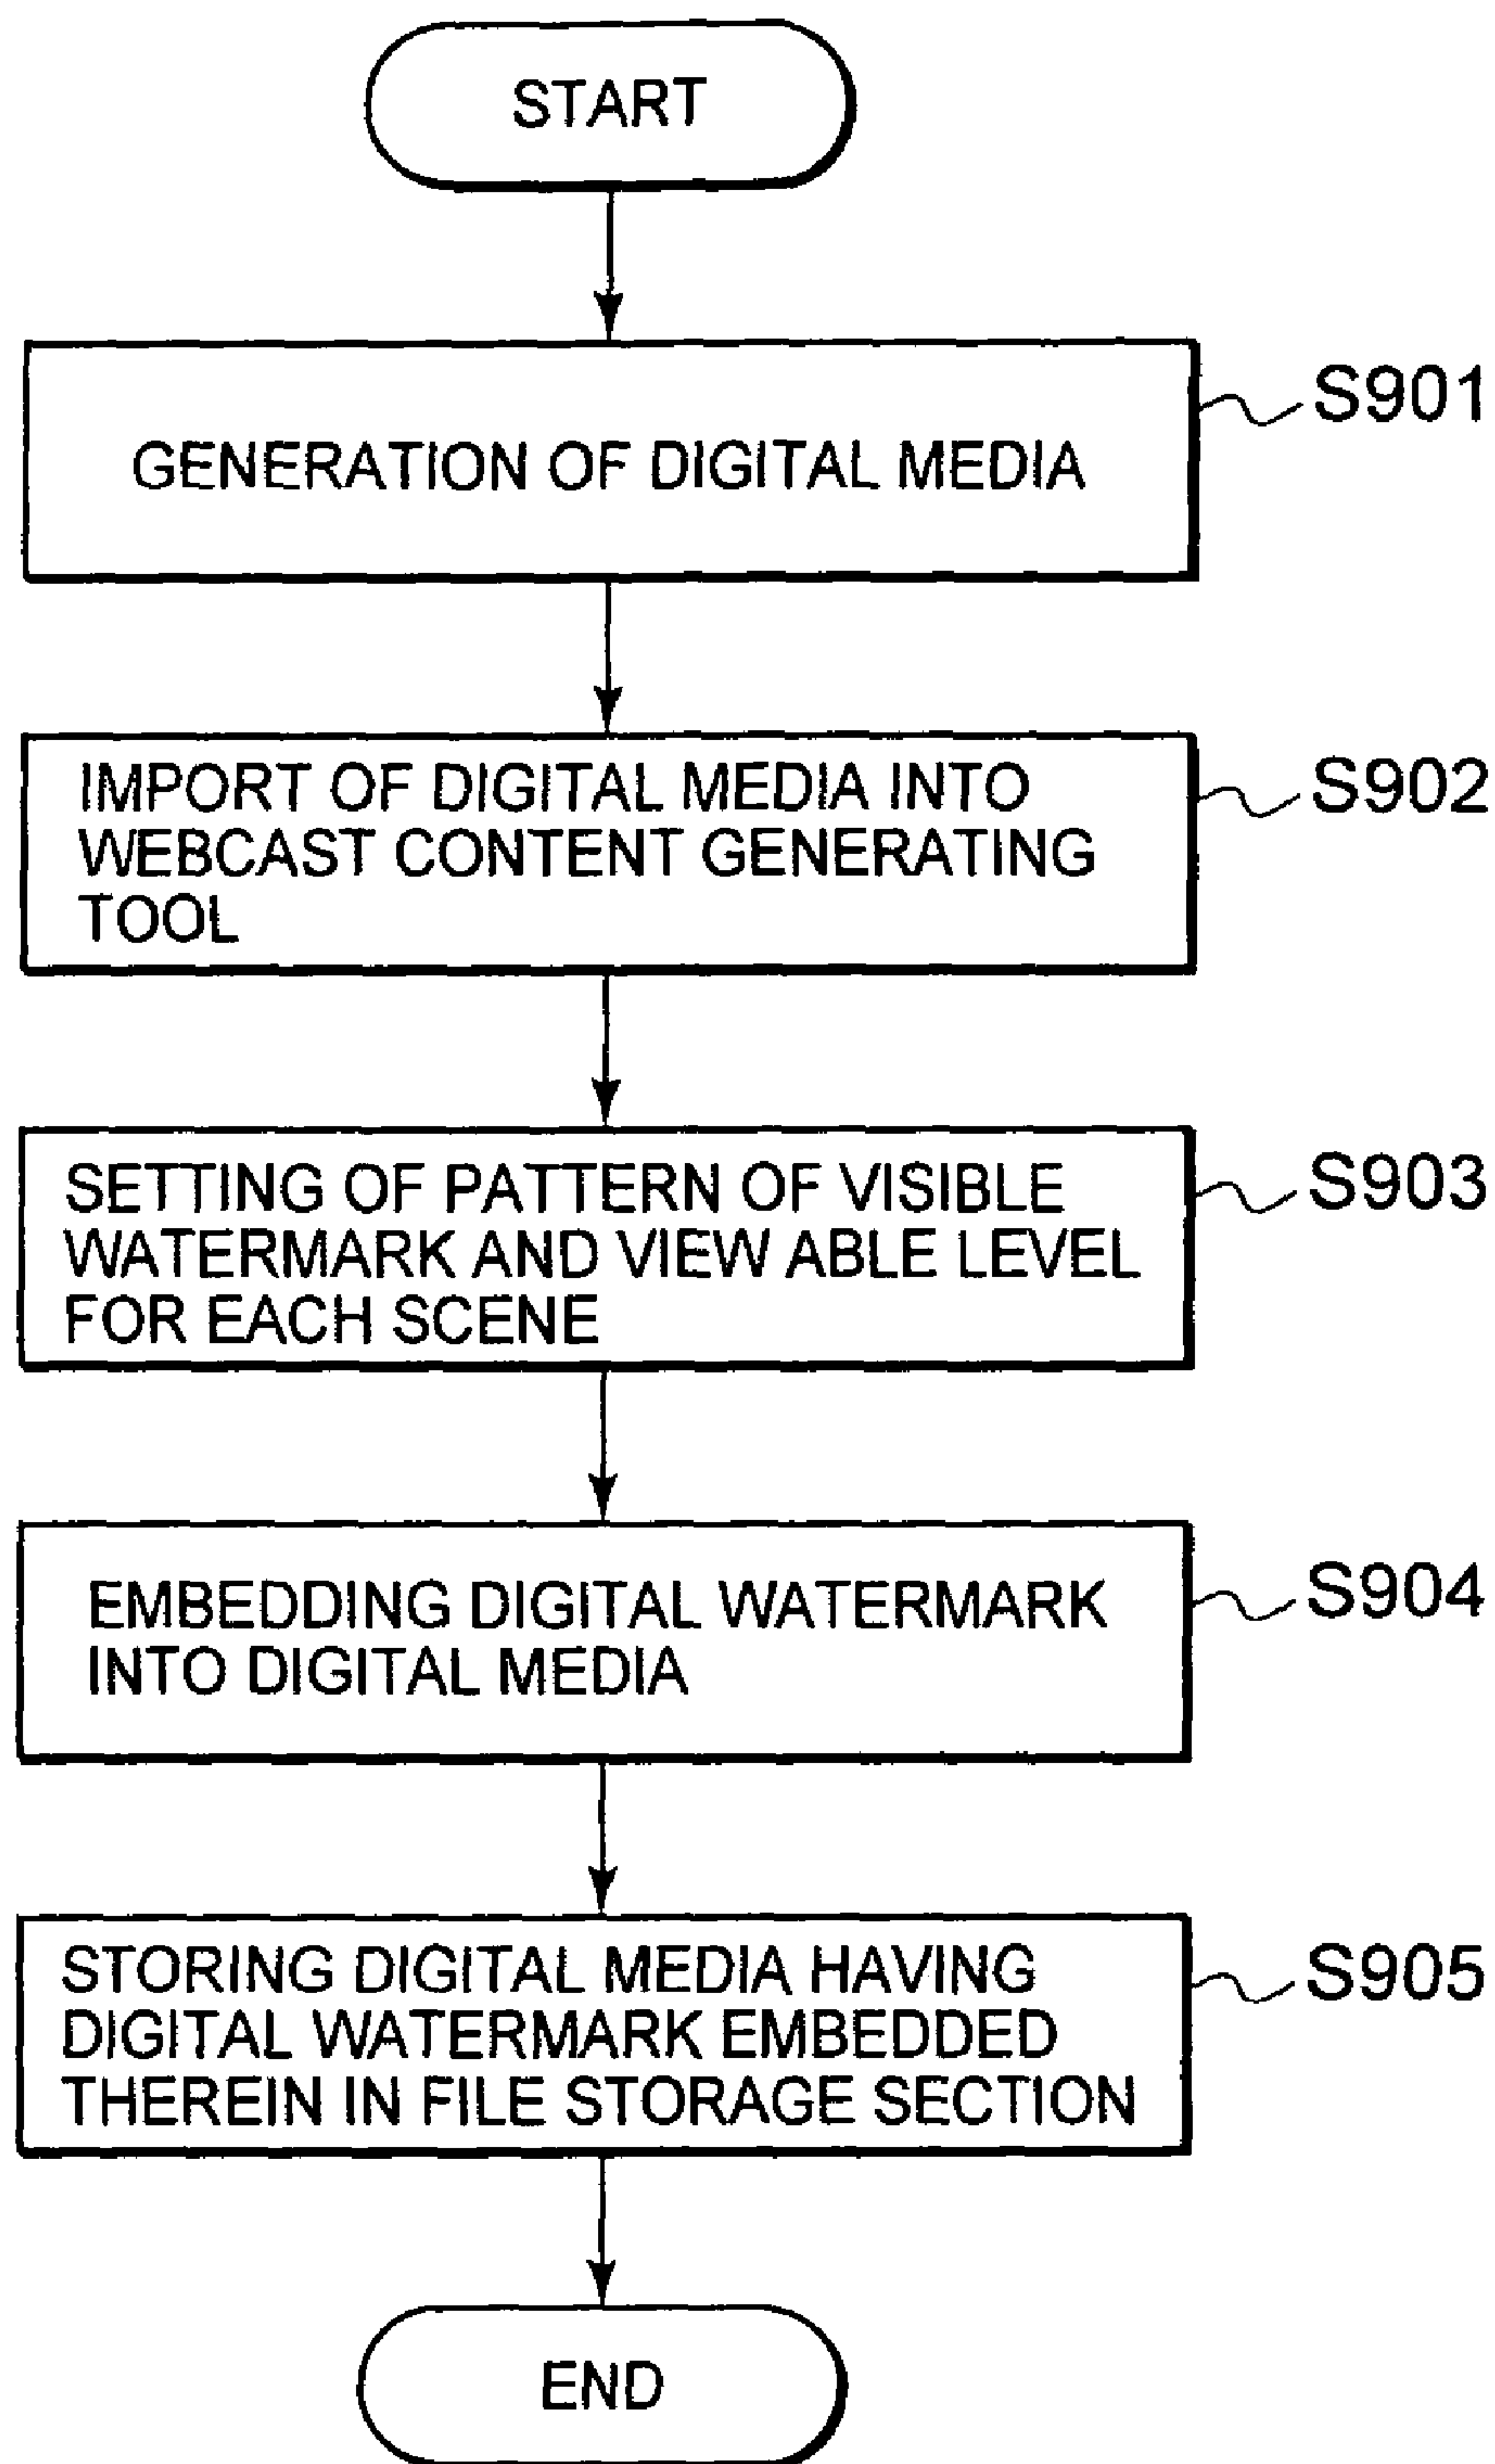 START
GENERATION OF DIGITAL MEDIA
S901
IMPORT OF DIGITAL MEDIA INTO
WEBCAST CONTENT GENERATING
TOOL
S902
SETTING OF PATTERN OF VISIBLE
WATERMARK AND VIEW ABLE LEVEL
FOR EACH SCENE
S903
EMBEDDING DIGITAL WATERMARK
INTO DIGITAL MEDIA
S904
STORING DIGITAL MEDIA HAVING
DIGITAL WATERMARK EMBEDDED
THEREIN IN FILE STORAGE SECTION
S905
END